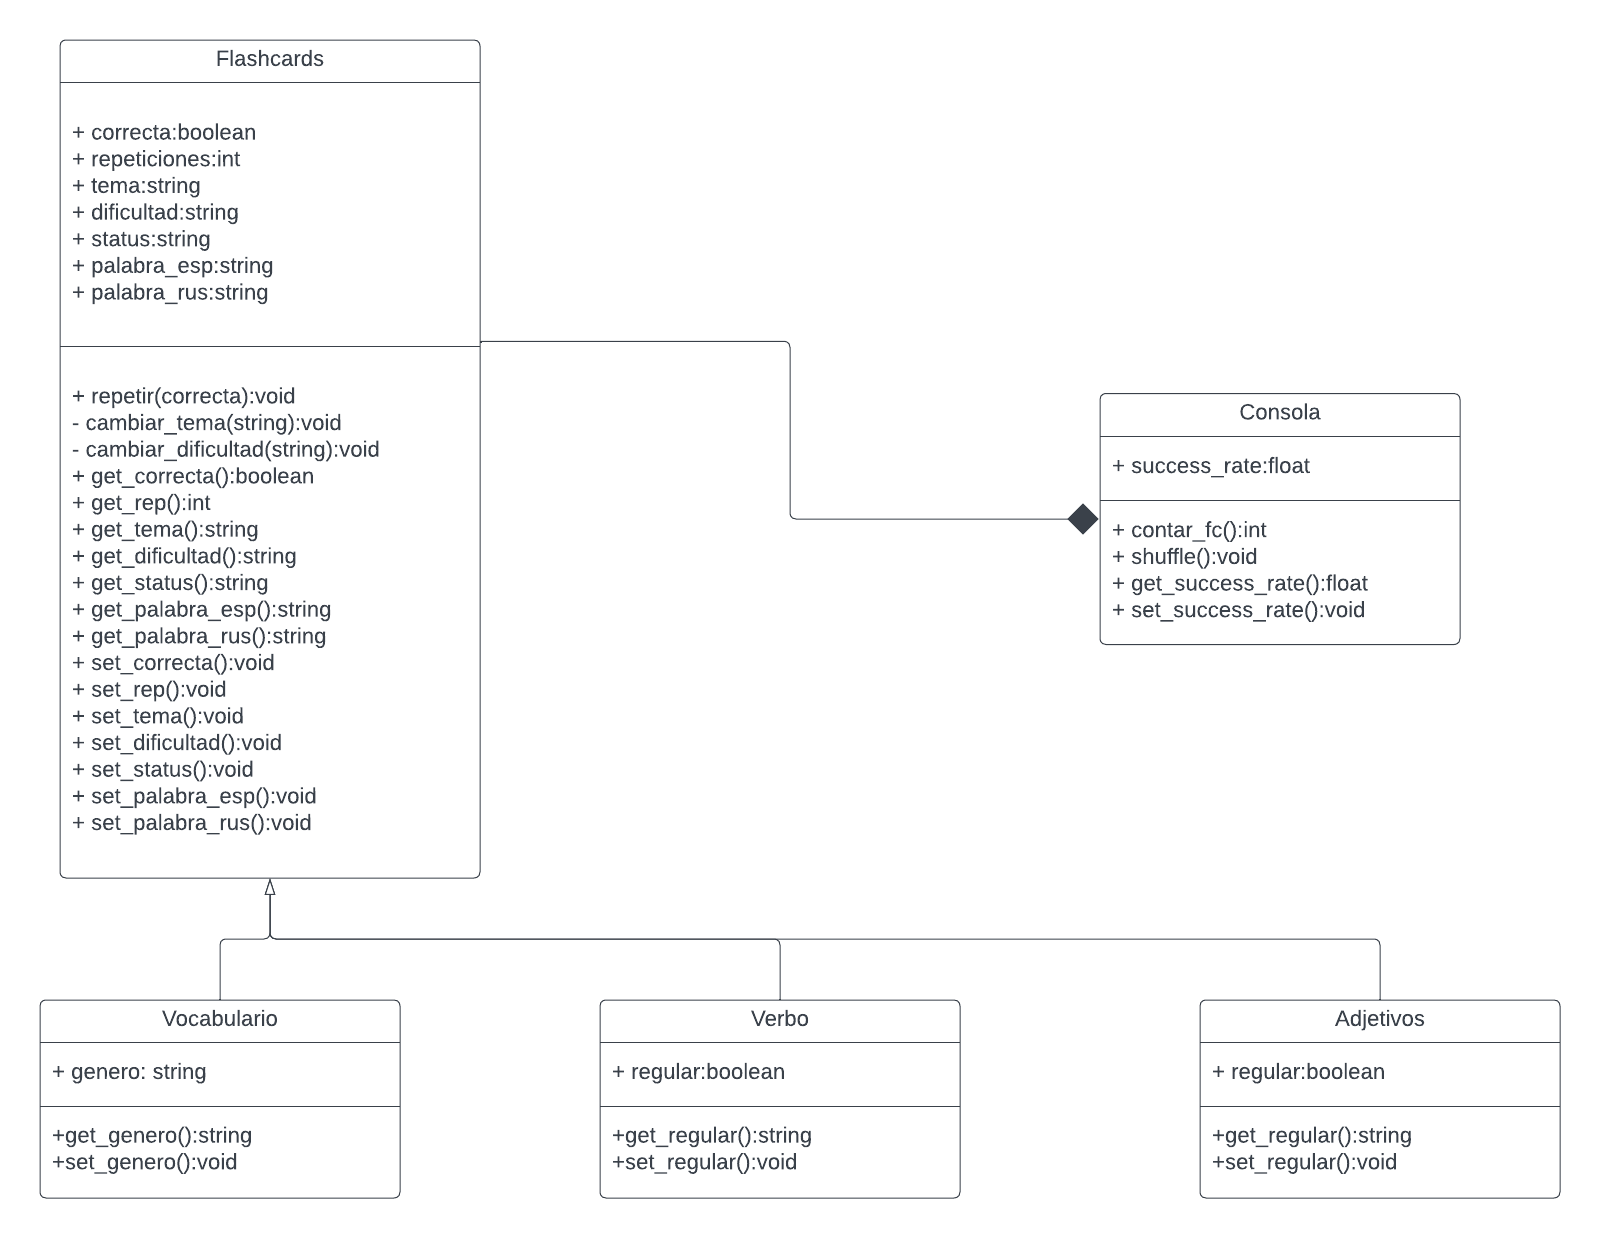 Flashcards
+ correcta:boolean
+ repeticiones:int
+ tema:string
+ dificultad:string
+ status:string
+ palabra_esp:string
+ palabra_rus:string
+ repetir(correcta):void
- cambiar_tema(string):void
- cambiar_dificultad(string):void
+ get_correcta():boolean
+ get_rep():int
+ get_tema():string
+ get_dificultad():string
+ get_status():string
+ get_palabra_esp():string
+ get_palabra_rus():string
+ set_correcta():void
+ set_rep():void
+ set_tema():void
+ set_dificultad():void
+ set_status():void
+ set_palabra_esp():void
+ set_palabra_rus():void
Consola
+ success_rate:float
+ contar_fc():int
+ shuffle():void
+ get_success_rate():float
+ set_success_rate():void
Vocabulario
+ genero: string
+get_genero():string
+set_genero():void
Verbo
+ regular:boolean
+get_regular():string
+set_regular():void
Adjetivos
+ regular:boolean
+get_regular():string
+set_regular():void